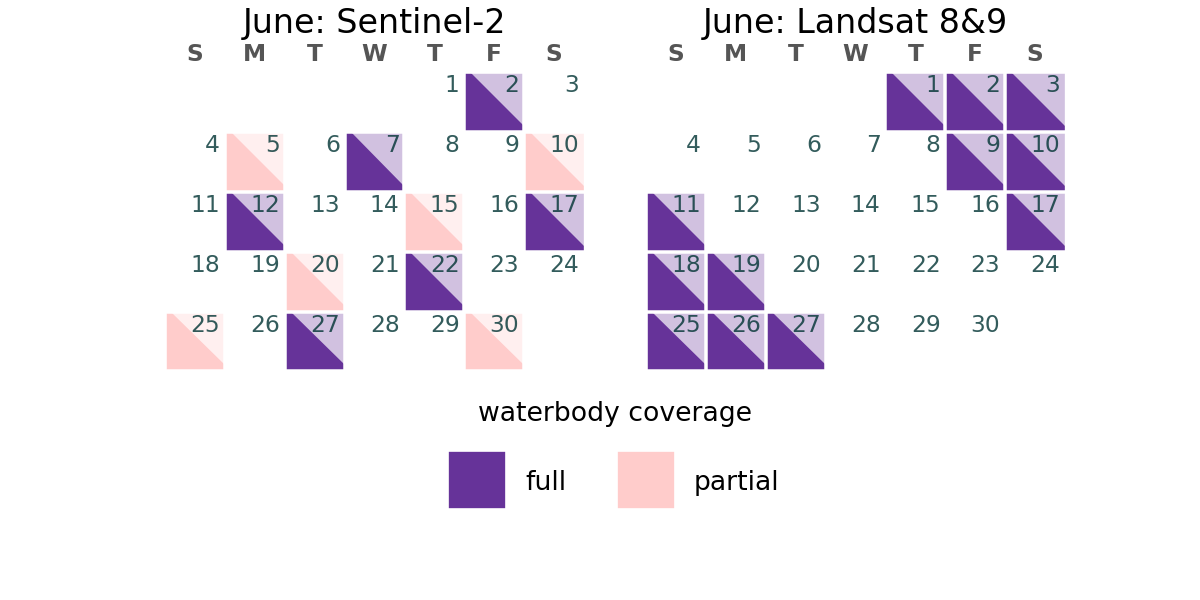 June: Sentinel-2
S M T W T F S
1 2 3
4 5 6 7 8 9 10
11 12 13 14 15 16 17
18 19 20 21 22 23 24
25 26 27 28 29 30
June: Landsat 8&9
S M T W T F S
1 2 3
4 5 6 7 8 9 10
11 12 13 14 15 16 17
18 19 20 21 22 23 24
25 26 27 28 29 30
waterbody coverage
full partial